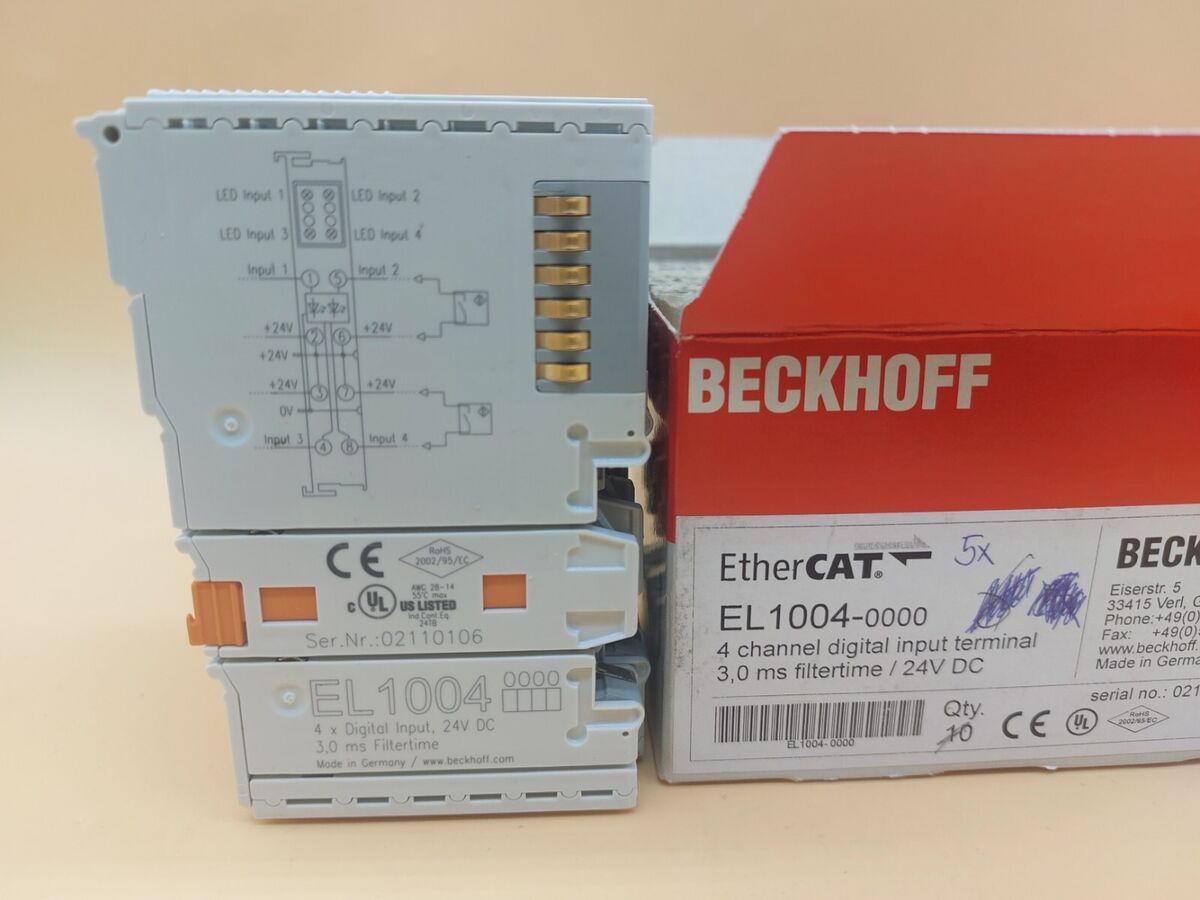 LED Input 1 LED Input 2
LED Input 3 LED Input 4
Input 1 1 5 Input 2
+24V 2 6 +24V
+24V
+24V 3 7 +24V
0V
Input 3 4 8 Input 4
CE RoHS
2002/95/EC
AWG 28-14
55°C max
c UL US LISTED
Ind.Cont.Eq.
24TB
Ser.Nr.:02110106
EL1004 0000
4 x Digital Input, 24V DC
3,0 ms Filtertime
Made in Germany / www.beckhoff.com
BECKHOFF
EtherCAT® 5x
EL1004-0000
4 channel digital input terminal
3,0 ms filtertime / 24V DC
EL1004-0000
Qty.
10
CE UL RoHS
2002/95/EC
BECK
Eiserstr. 5
33415 Verl, G
Phone:+49(0)
Fax: +49(0)
www.beckhoff.
Made in Germa
serial no.: 021